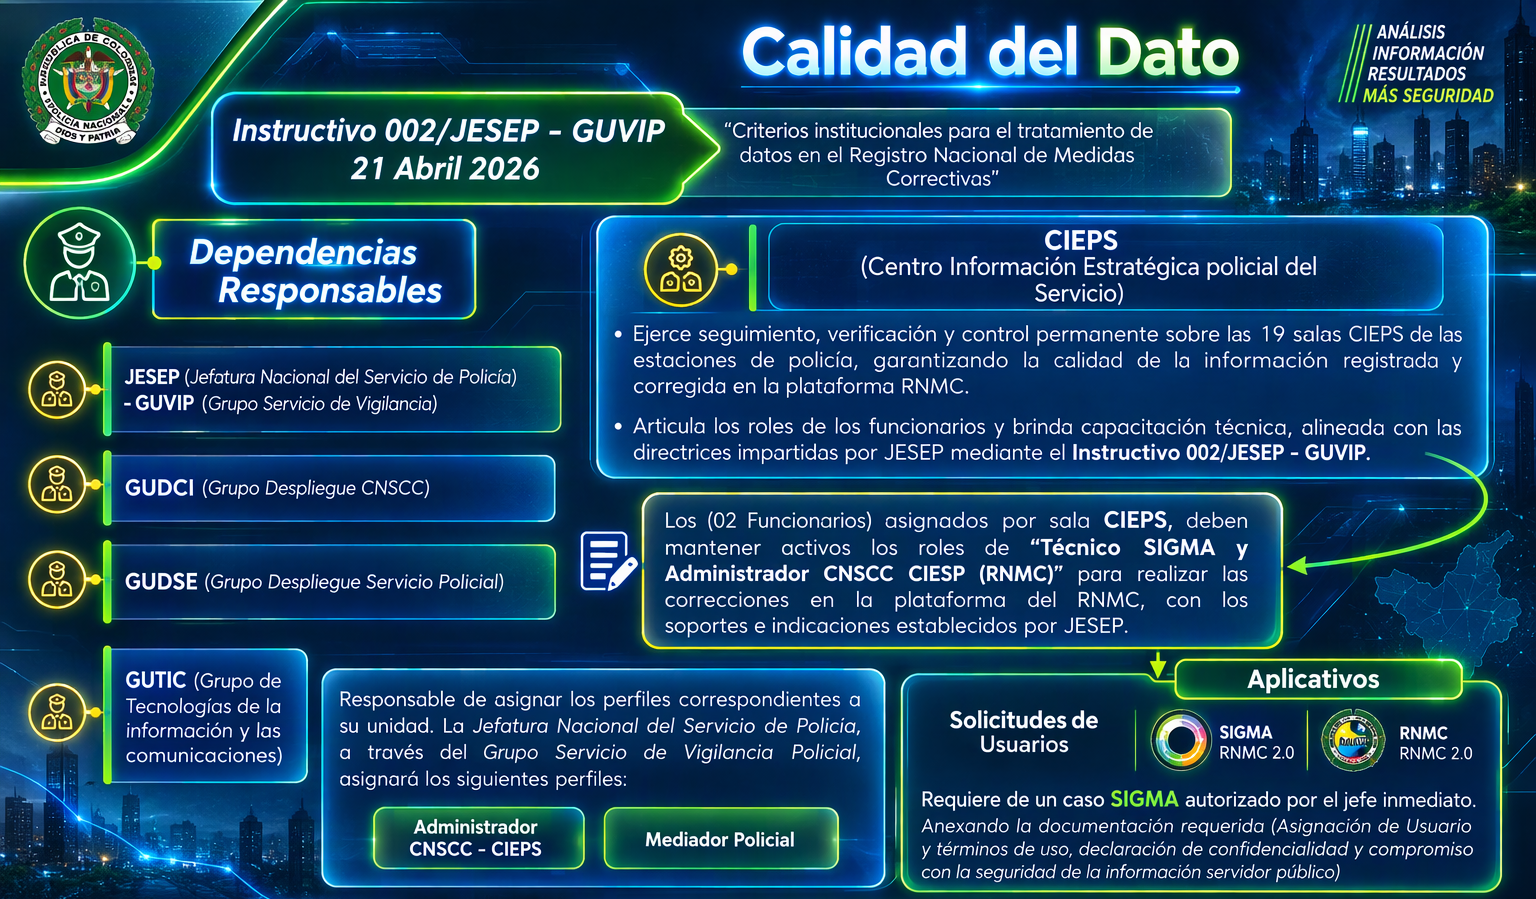 REPUBLICA DE COLOMBIA
POLICIA NACIONAL
DIOS Y PATRIA
Calidad del Dato
ANÁLISIS
INFORMACIÓN
RESULTADOS
MÁS SEGURIDAD
Instructivo 002/JESEP – GUVIP
21 Abril 2026
“Criterios institucionales para el tratamiento de
datos en el Registro Nacional de Medidas
Correctivas”
Dependencias
Responsables
JESEP (Jefatura Nacional del Servicio de Policía)
- GUVIP (Grupo Servicio de Vigilancia)
GUDCI (Grupo Despliegue CNSCC)
GUDSE (Grupo Despliegue Servicio Policial)
GUTIC (Grupo de
Tecnologías de la
información y las
comunicaciones)
CIEPS
(Centro Información Estratégica policial del
Servicio)
• Ejerce seguimiento, verificación y control permanente sobre las 19 salas CIEPS de las
estaciones de policía, garantizando la calidad de la información registrada y
corregida en la plataforma RNMC.
• Articula los roles de los funcionarios y brinda capacitación técnica, alineada con las
directrices impartidas por JESEP mediante el Instructivo 002/JESEP – GUVIP.
Los (02 Funcionarios) asignados por sala CIEPS, deben
mantener activos los roles de “Técnico SIGMA y
Administrador CNSCC CIESP (RNMC)” para realizar las
correcciones en la plataforma del RNMC, con los
soportes e indicaciones establecidos por JESEP.
Responsable de asignar los perfiles correspondientes a
su unidad. La Jefatura Nacional del Servicio de Policía,
a través del Grupo Servicio de Vigilancia Policial,
asignará los siguientes perfiles:
Administrador
CNSCC – CIEPS
Mediador Policial
Aplicativos
Solicitudes de
Usuarios
SIGMA
RNMC 2.0
RNMC
RNMC 2.0
Requiere de un caso SIGMA autorizado por el jefe inmediato.
Anexando la documentación requerida (Asignación de Usuario
y términos de uso, declaración de confidencialidad y compromiso
con la seguridad de la información servidor público)